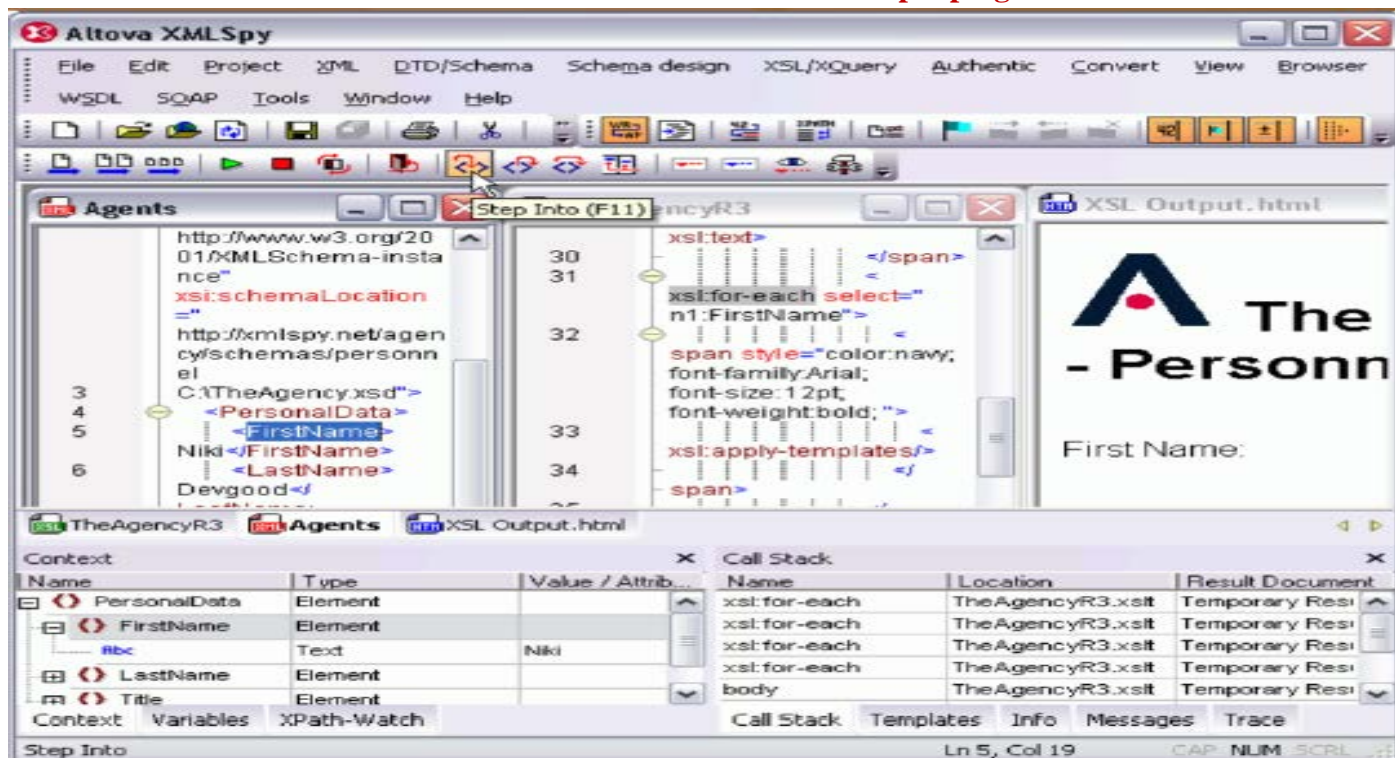 Altova XMLSpy
File Edit Project XML DTD/Schema Schema design XSL/XQuery Authentic Convert View Browser
WSDL SOAP Tools Window Help
Agents
Step Into (F11)
ncyR3
XSL Output.html
http://www.w3.org/20
01/XMLSchema-insta
nce"
xsi:schemaLocation
="
http://xmlspy.net/agen
cy/schemas/personn
el
3 C:\TheAgency.xsd">
4 <PersonalData>
5 <FirstName>
Niki</FirstName>
6 <LastName>
Devgood</
xsl:text>
30 </span>
31 <
xsl:for-each select="
n1:FirstName">
32 <
span style="color:navy;
font-family:Arial;
font-size:12pt;
font-weight:bold;">
33 <
xsl:apply-templates/>
34 </
span>
The
- Personn
First Name:
TheAgencyR3 Agents XSL Output.html
Context
Name Type Value / Attrib...
PersonalData Element
FirstName Element
Abc Text Niki
LastName Element
Title Element
Context Variables XPath-Watch
Call Stack
Name Location Result Document
xsl:for-each TheAgencyR3.xslt Temporary Resu
xsl:for-each TheAgencyR3.xslt Temporary Resu
xsl:for-each TheAgencyR3.xslt Temporary Resu
xsl:for-each TheAgencyR3.xslt Temporary Resu
body TheAgencyR3.xslt Temporary Resu
Call Stack Templates Info Messages Trace
Step Into Ln 5, Col 19 CAP NUM SCRL